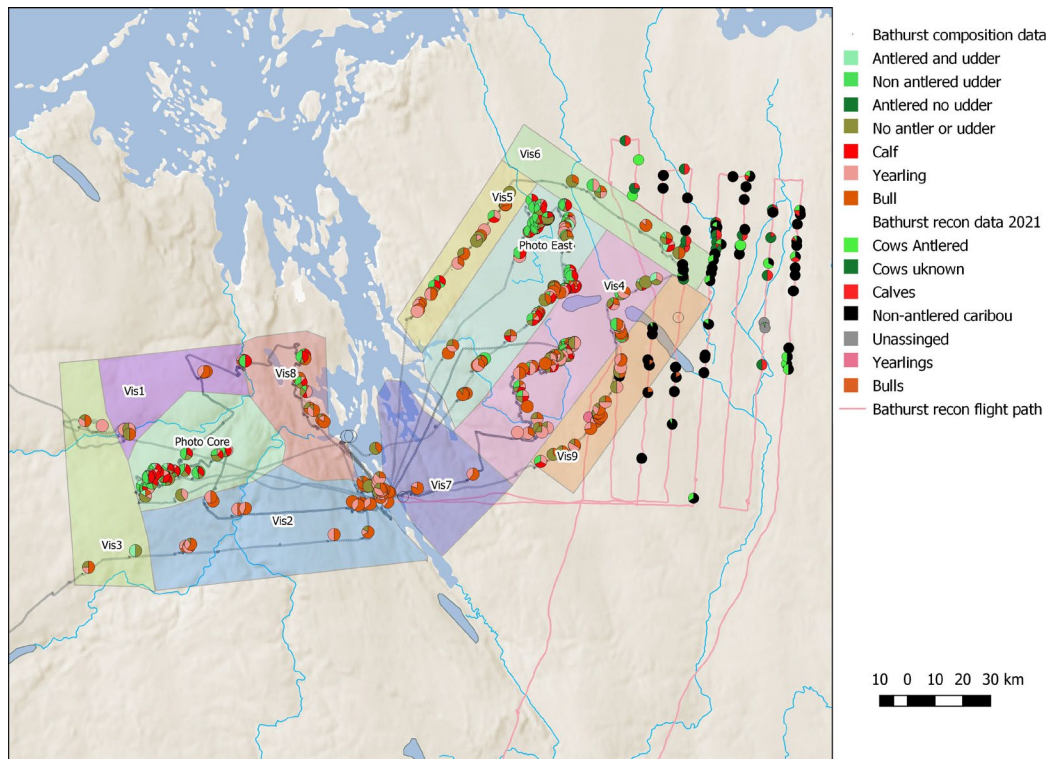 Vis6
Vis5
Photo East
Vis4
Vis1
Vis8
Photo Core
Vis9
Vis7
Vis2
Vis3
Bathurst composition data
Antlered and udder
Non antlered udder
Antlered no udder
No antler or udder
Calf
Yearling
Bull
Bathurst recon data 2021
Cows Antlered
Cows uknown
Calves
Non-antlered caribou
Unassinged
Yearlings
Bulls
Bathurst recon flight path
10 0 10 20 30 km